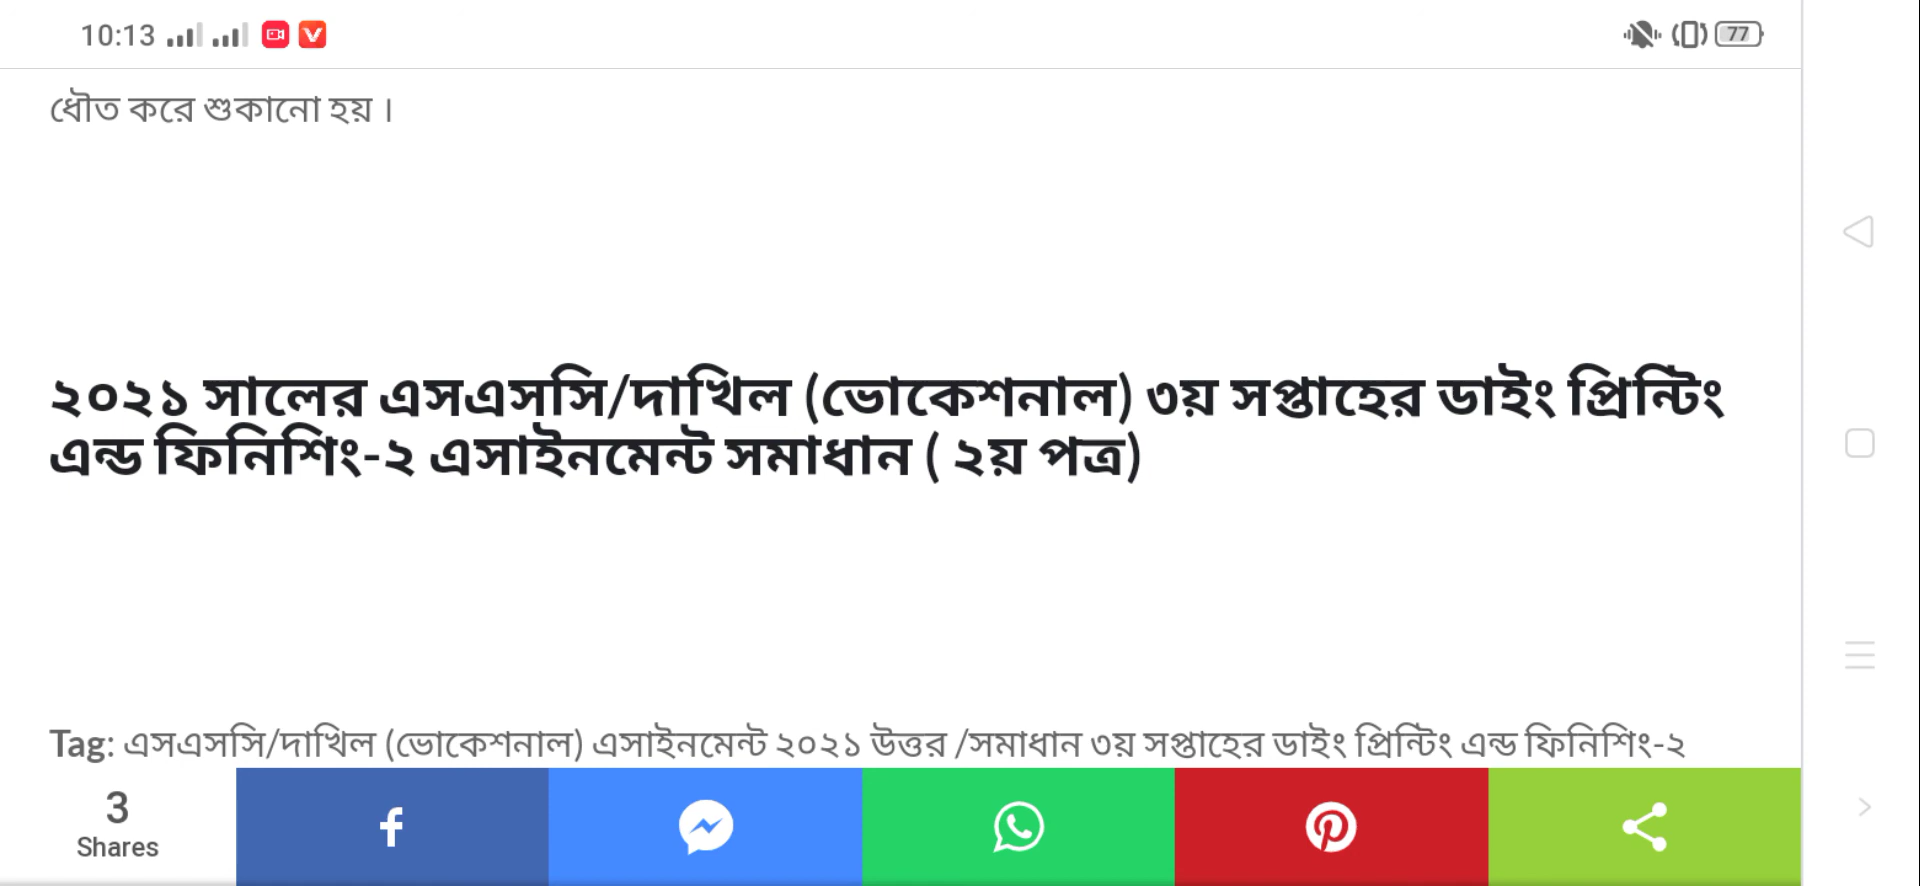 10:13
77
ধৌত করে শুকানো হয় ।
২০২১ সালের এসএসসি/দাখিল (ভোকেশনাল) ৩য় সপ্তাহের ডাইং প্রিন্টিং
এন্ড ফিনিশিং-২ এসাইনমেন্ট সমাধান ( ২য় পত্র)
Tag: এসএসসি/দাখিল (ভোকেশনাল) এসাইনমেন্ট ২০২১ উত্তর /সমাধান ৩য় সপ্তাহের ডাইং প্রিন্টিং এন্ড ফিনিশিং-২
3
Shares